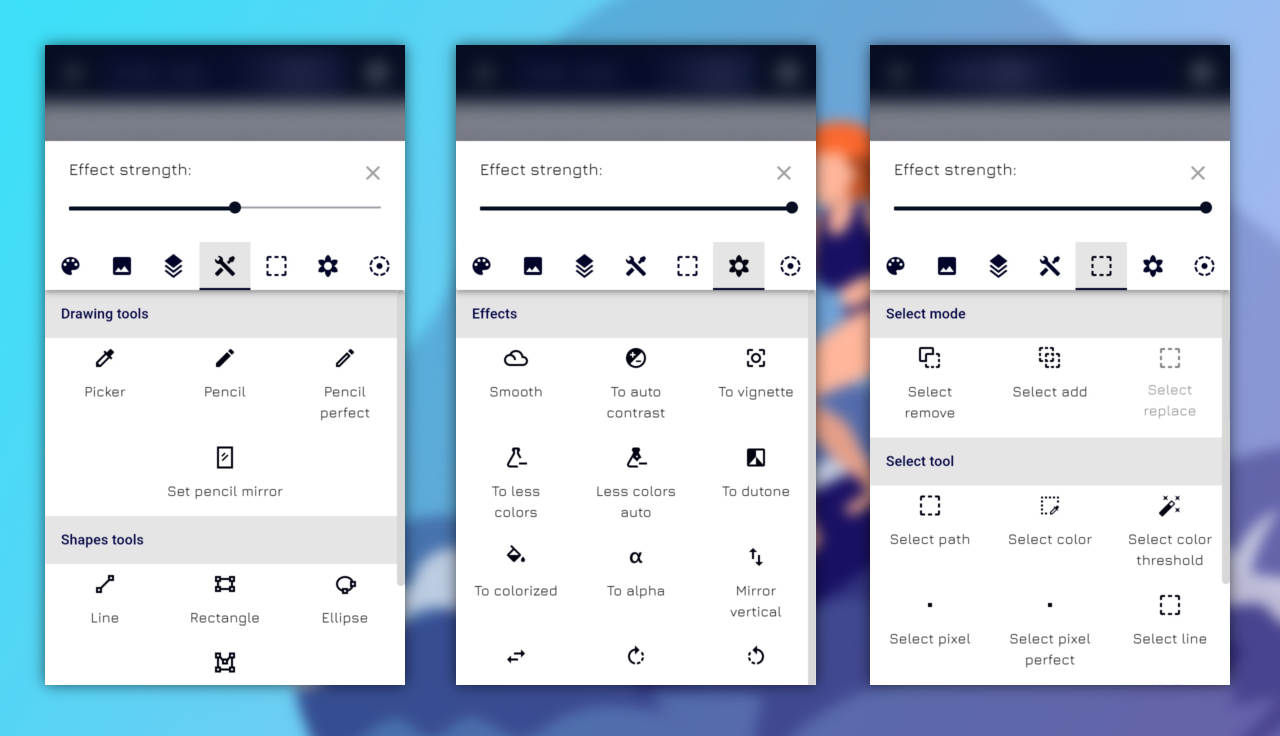 Effect strength:
Drawing tools
Picker
Pencil
Pencil
perfect
Set pencil mirror
Shapes tools
Line
Rectangle
Ellipse
Effect strength:
Effects
Smooth
To auto
contrast
To vignette
To less
colors
Less colors
auto
To dutone
To colorized
α
To alpha
Mirror
vertical
Effect strength:
Select mode
Select
remove
Select add
Select
replace
Select tool
Select path
Select color
Select color
threshold
Select pixel
Select pixel
perfect
Select line